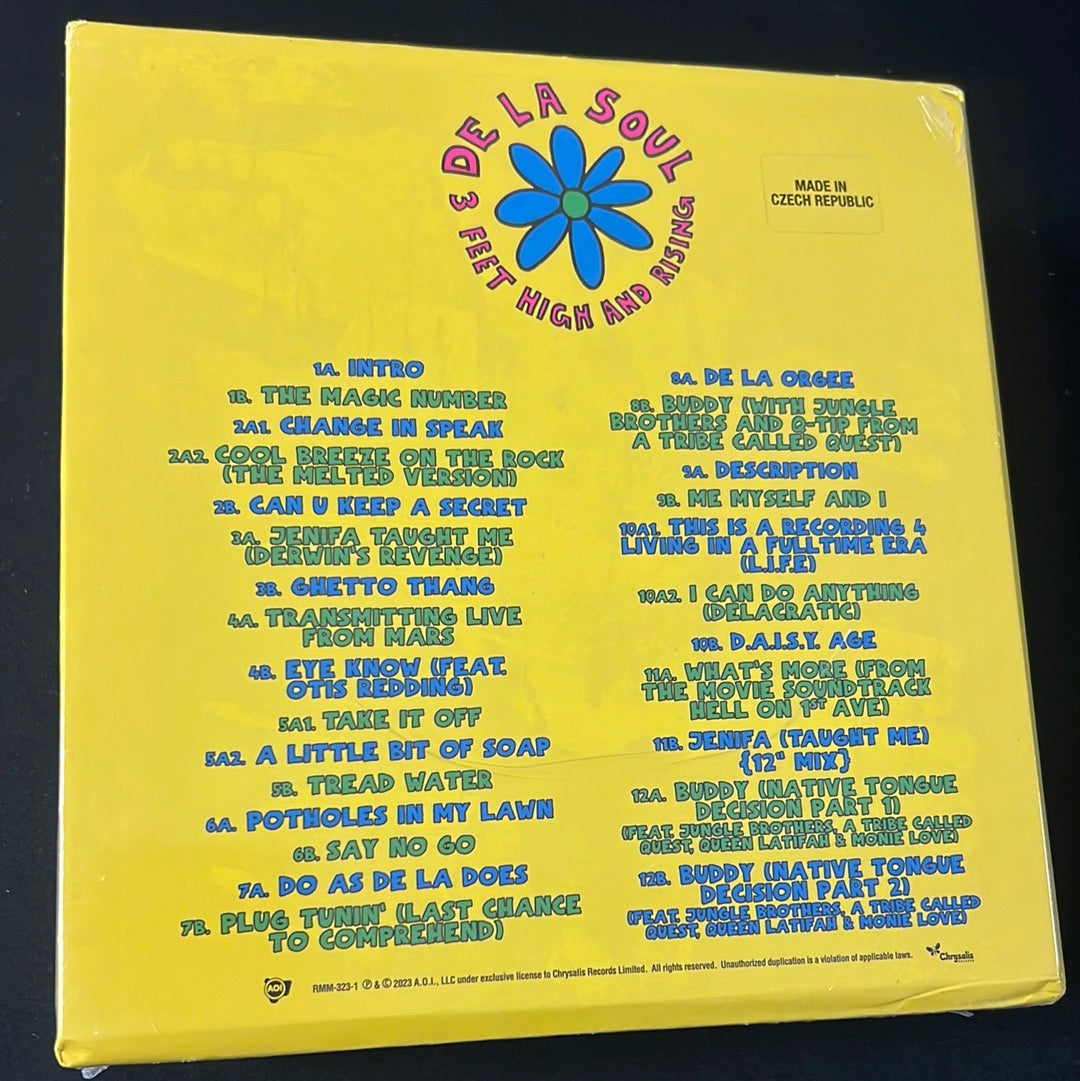 DE LA SOUL
3 FEET HIGH AND RISING
MADE IN
CZECH REPUBLIC
1A. INTRO
1B. THE MAGIC NUMBER
2A1. CHANGE IN SPEAK
2A2. COOL BREEZE ON THE ROCK
(THE MELTED VERSION)
2B. CAN U KEEP A SECRET
3A. JENIFA TAUGHT ME
(DERWIN'S REVENGE)
3B. GHETTO THANG
4A. TRANSMITTING LIVE
FROM MARS
4B. EYE KNOW (FEAT.
OTIS REDDING)
5A1. TAKE IT OFF
5A2. A LITTLE BIT OF SOAP
5B. TREAD WATER
6A. POTHOLES IN MY LAWN
6B. SAY NO GO
7A. DO AS DE LA DOES
7B. PLUG TUNIN' (LAST CHANCE
TO COMPREHEND)
8A. DE LA ORGEE
8B. BUDDY (WITH JUNGLE
BROTHERS AND Q-TIP FROM
A TRIBE CALLED QUEST)
9A. DESCRIPTION
9B. ME MYSELF AND I
10A1. THIS IS A RECORDING 4
LIVING IN A FULLTIME ERA
(L.I.F.E)
10A2. I CAN DO ANYTHING
(DELACRATIC)
10B. D.A.I.S.Y. AGE
11A. WHAT'S MORE (FROM
THE MOVIE SOUNDTRACK
HELL ON 1ST AVE)
11B. JENIFA (TAUGHT ME)
{12" MIX}
12A. BUDDY (NATIVE TONGUE
DECISION PART 1)
(FEAT. JUNGLE BROTHERS, A TRIBE CALLED
QUEST, QUEEN LATIFAH & MONIE LOVE)
12B. BUDDY (NATIVE TONGUE
DECISION PART 2)
(FEAT. JUNGLE BROTHERS, A TRIBE CALLED
QUEST, QUEEN LATIFAH & MONIE LOVE)
AOI
RMM-323-1 ℗ & © 2023 A.O.I., LLC under exclusive license to Chrysalis Records Limited. All rights reserved. Unauthorized duplication is a violation of applicable laws.
Chrysalis
RECORDS